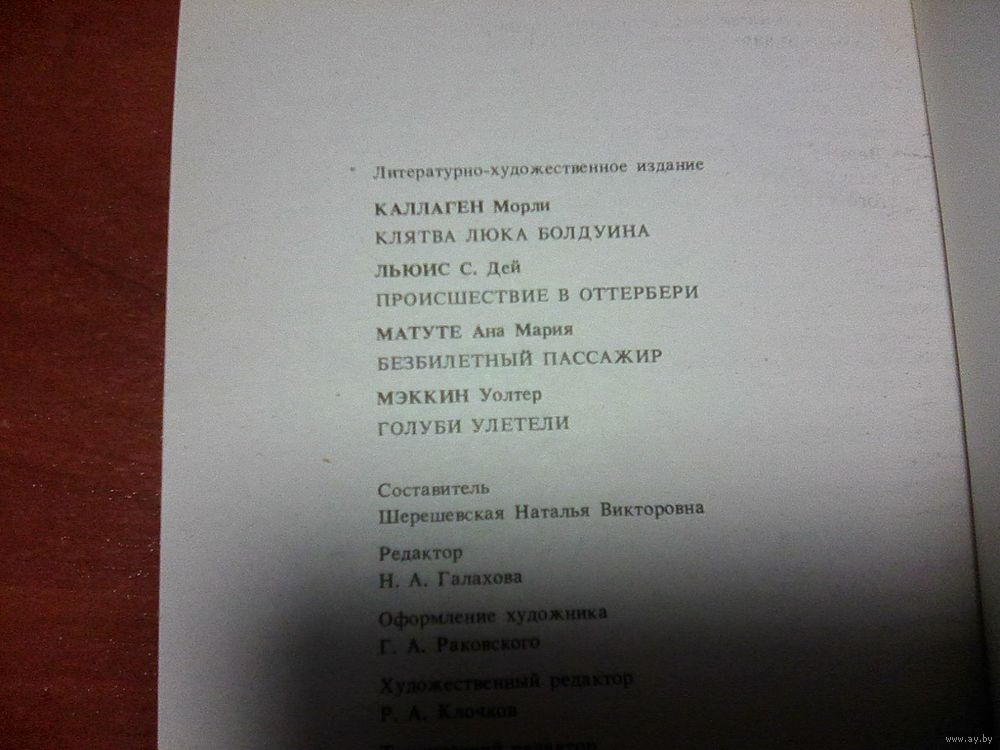 Литературно-художественное издание
КАЛЛАГЕН Морли
КЛЯТВА ЛЮКА БОЛДУИНА
ЛЬЮИС С. Дей
ПРОИСШЕСТВИЕ В ОТТЕРБЕРИ
МАТУТЕ Ана Мария
БЕЗБИЛЕТНЫЙ ПАССАЖИР
МЭККИН Уолтер
ГОЛУБИ УЛЕТЕЛИ
Составитель
Шерешевская Наталья Викторовна
Редактор
Н. А. Галахова
Оформление художника
Г. А. Раковского
Художественный редактор
Р. А. Клочков
www.ay.by